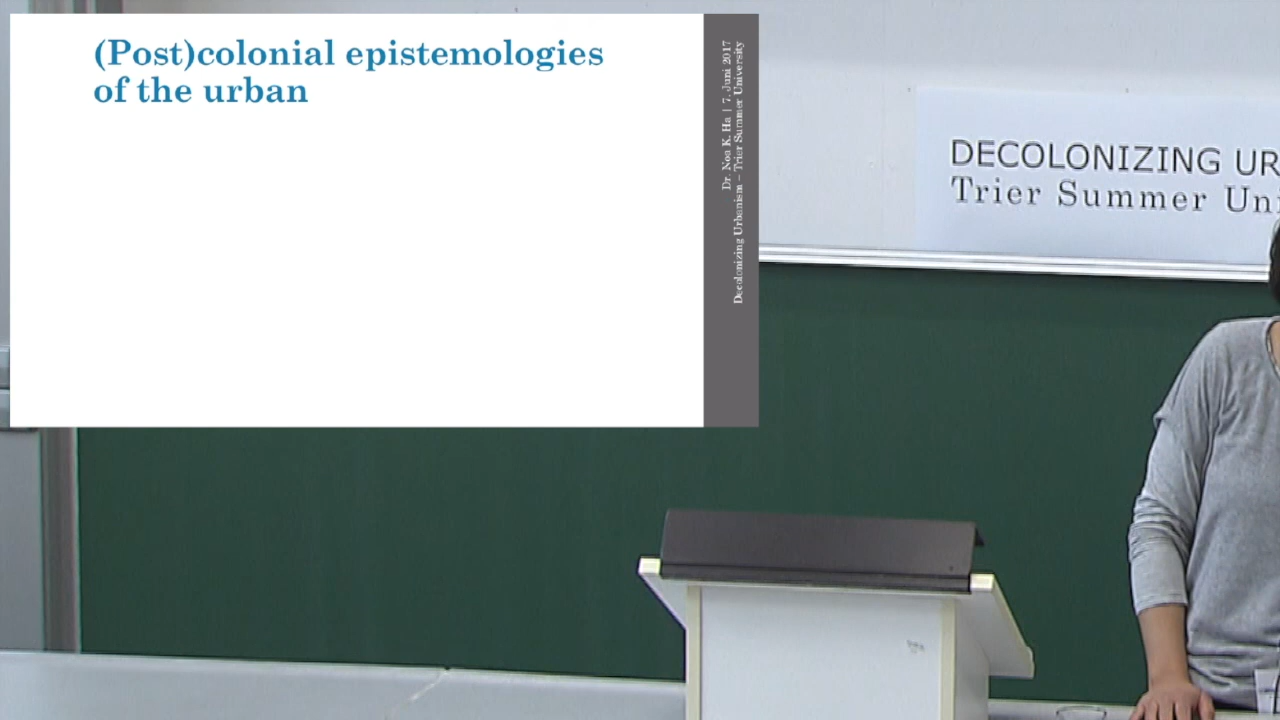 (Post)colonial epistemologies
of the urban
Dr. Noa K. Ha | 7. Juni 2017
Decolonizing Urbanism – Trier Summer University
DECOLONIZING UR
Trier Summer Uni